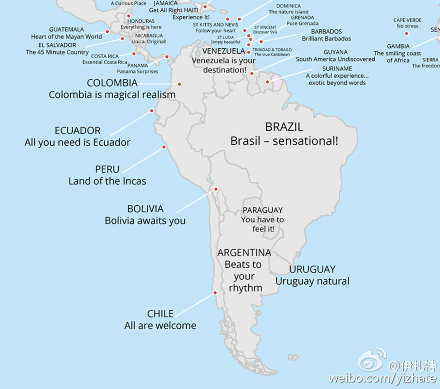 A Curious Place
JAMAICA
Get All Right
HAITI
Experience It!
DOMINICA
The nature island
GRENADA
Pure Grenada
HONDURAS
Everything is here
ST KITTS AND NEVIS
Follow your heart
ST VINCENT
Discover SVG
BARBADOS
Brilliant Barbados
CAPE VERDE
No stress
GUATEMALA
Heart of the Mayan World
NICARAGUA
Unica. Original!
ST LUCIA
Simply beautiful
GAMBIA
The smiling coast
of Africa
EL SALVADOR
The 45 Minute Country
COSTA RICA
Essential Costa Rica
VENEZUELA
Venezuela is your
destination!
TRINIDAD & TOBAGO
The true Caribbean
GUYANA
South America Undiscovered
SIERRA
The Freedom
PANAMA
Panama Surprises
SURINAME
A colorful experience...
exotic beyond words
COLOMBIA
Colombia is magical realism
ECUADOR
All you need is Ecuador
BRAZIL
Brasil – sensational!
PERU
Land of the Incas
BOLIVIA
Bolivia awaits you
PARAGUAY
You have to
feel it!
ARGENTINA
Beats to
your
rhythm
URUGUAY
Uruguay natural
CHILE
All are welcome
@伊扎特
weibo.com/yizhate